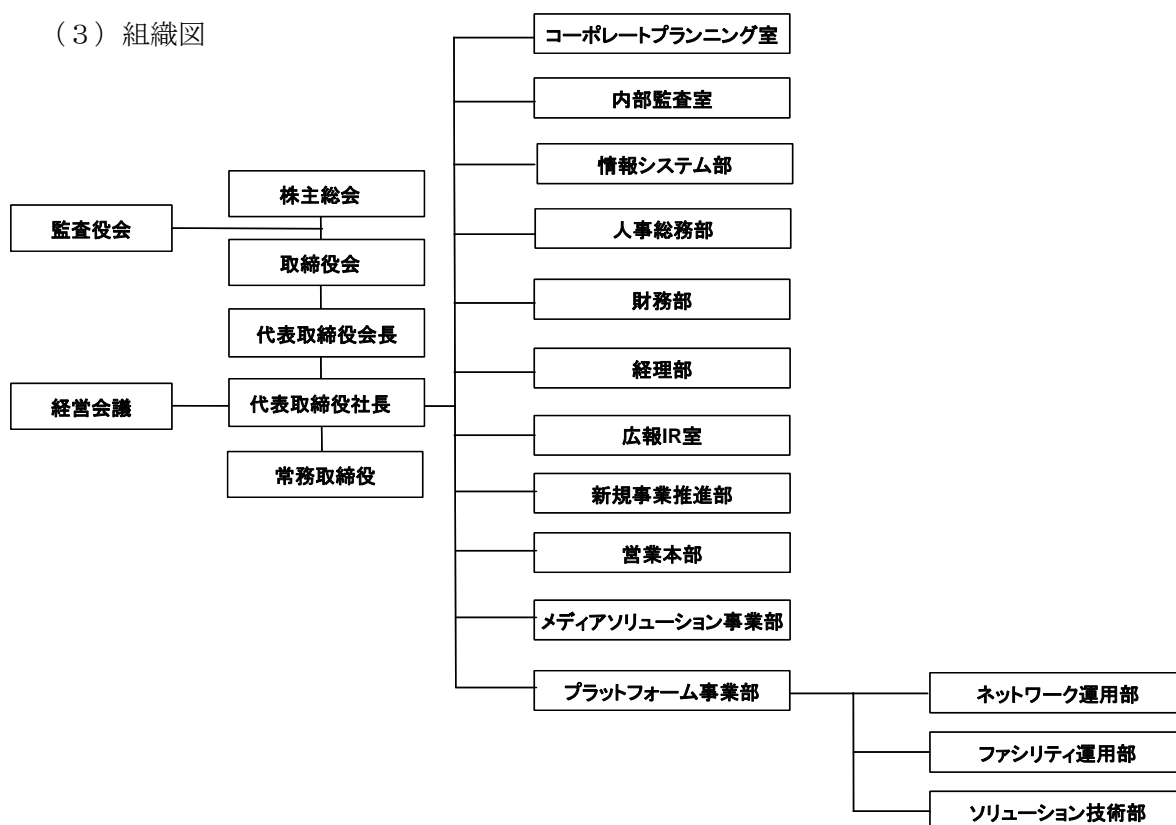 （３）組織図
コーポレートプランニング室
内部監査室
情報システム部
株主総会
監査役会
人事総務部
取締役会
財務部
代表取締役会長
経理部
経営会議
代表取締役社長
広報IR室
常務取締役
新規事業推進部
営業本部
メディアソリューション事業部
プラットフォーム事業部
ネットワーク運用部
ファシリティ運用部
ソリューション技術部